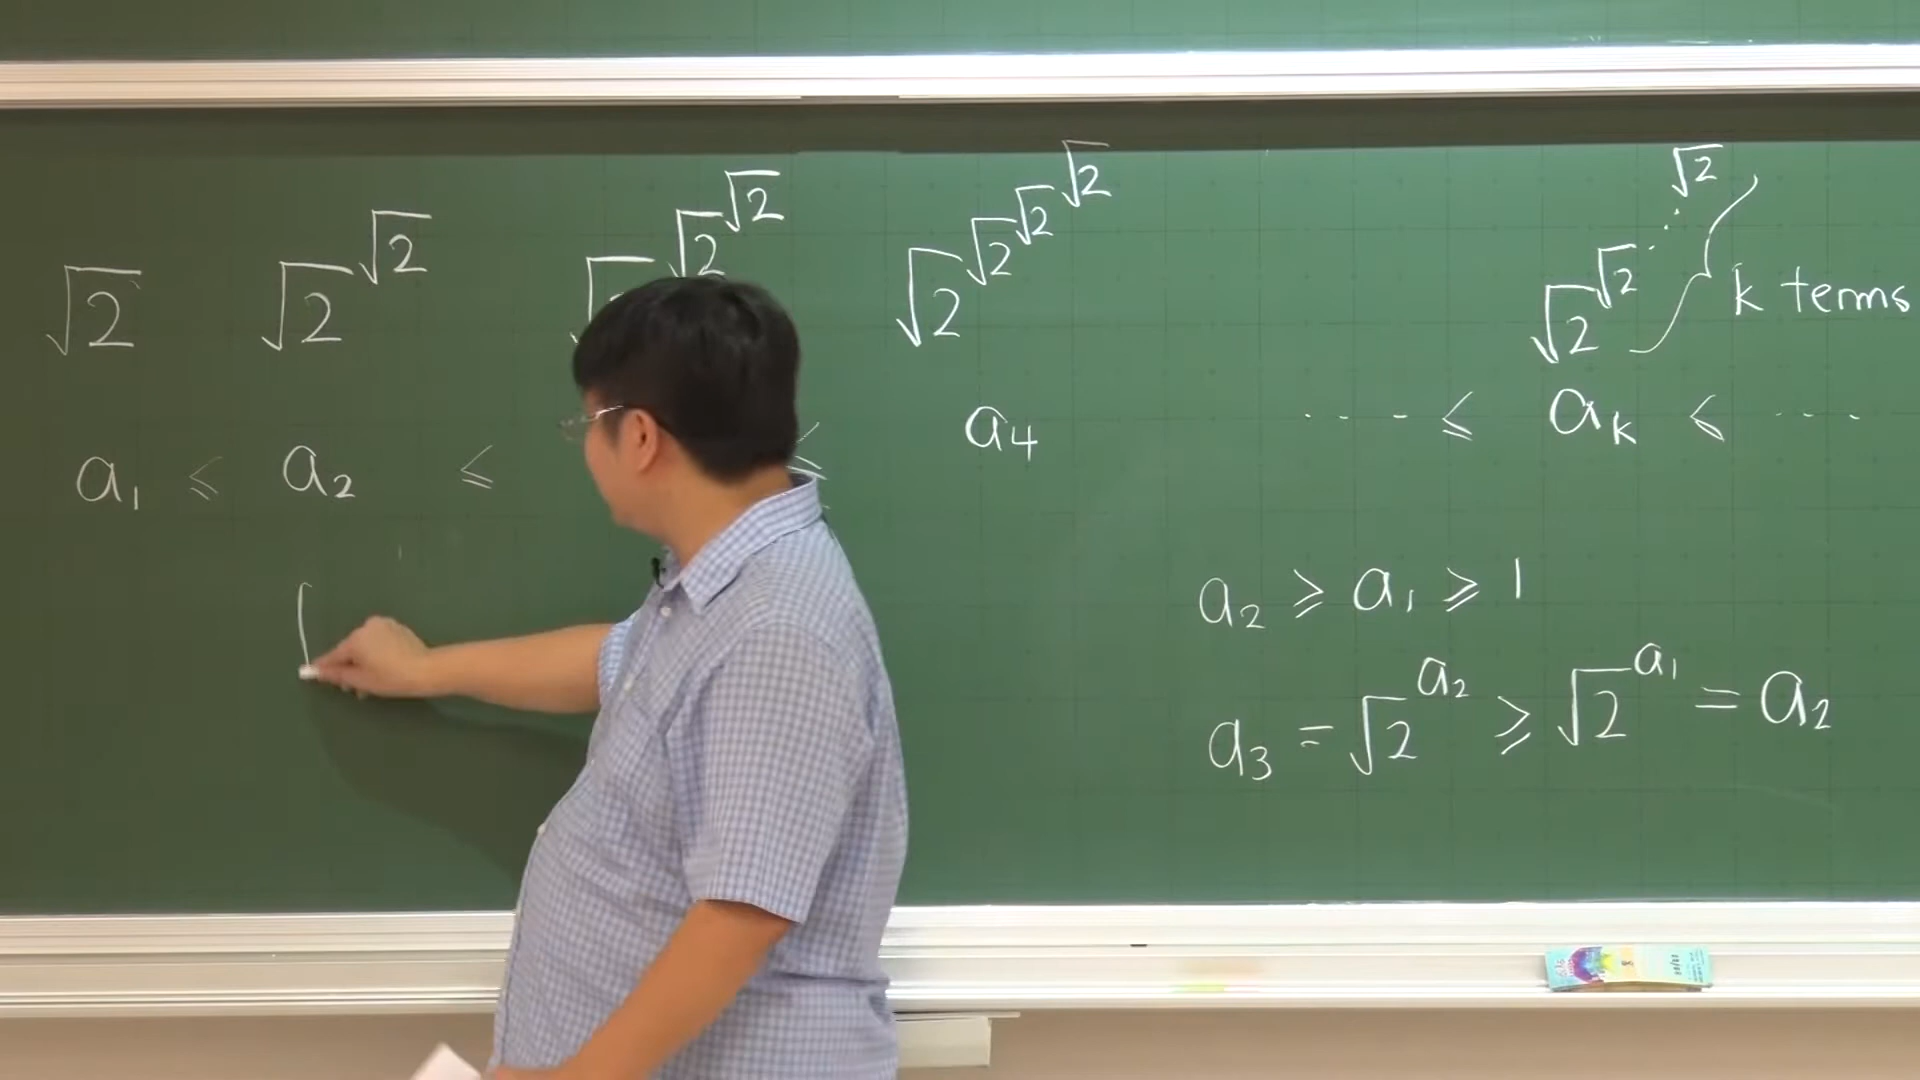 √2 √2^√2 √2^√2^√2 √2^√2^√2^√2 √2^√2^⋰^√2 k terms
a₁ ≤ a₂ ≤ ≤ a₄ ···· ≤ aₖ ≤ ···
a₂ ≥ a₁ ≥ 1
a₃ = √2^a₂ ≥ √2^a₁ = a₂